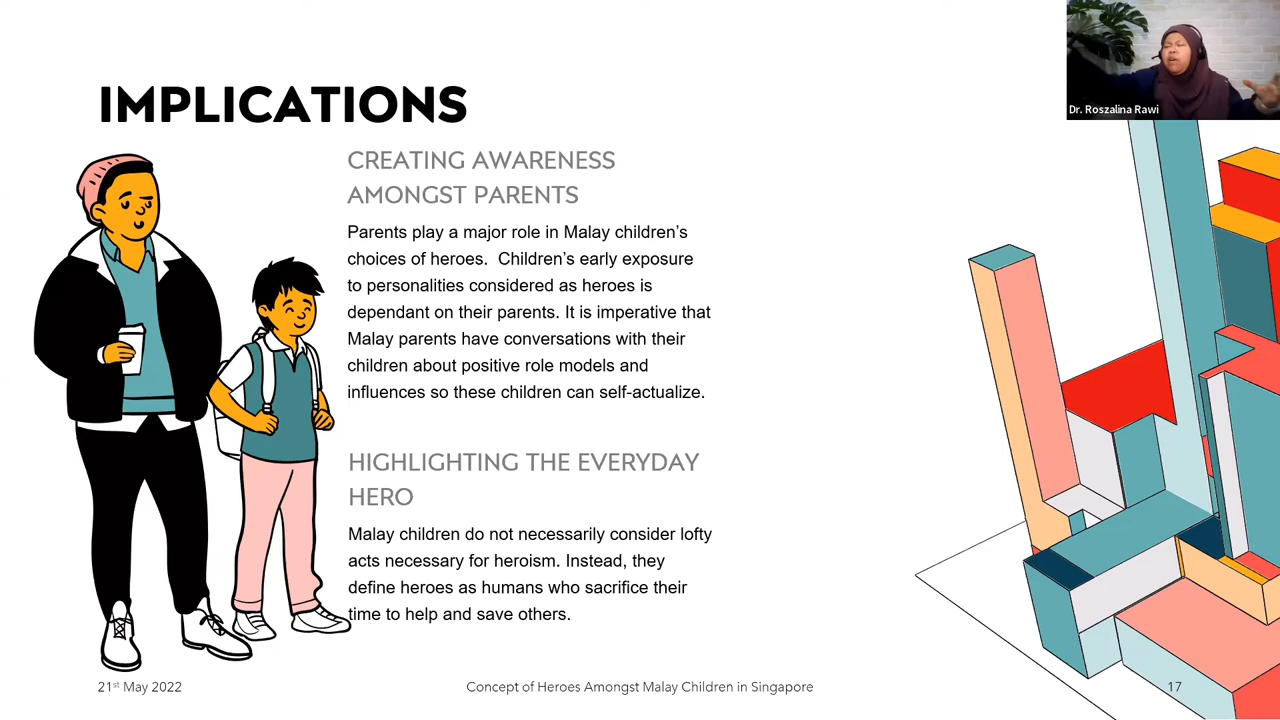 Dr. Roszalina Rawi
IMPLICATIONS
CREATING AWARENESS
AMONGST PARENTS
Parents play a major role in Malay children’s
choices of heroes.  Children’s early exposure
to personalities considered as heroes is
dependant on their parents. It is imperative that
Malay parents have conversations with their
children about positive role models and
influences so these children can self-actualize.
HIGHLIGHTING THE EVERYDAY
HERO
Malay children do not necessarily consider lofty
acts necessary for heroism. Instead, they
define heroes as humans who sacrifice their
time to help and save others.
21st May 2022
Concept of Heroes Amongst Malay Children in Singapore
17